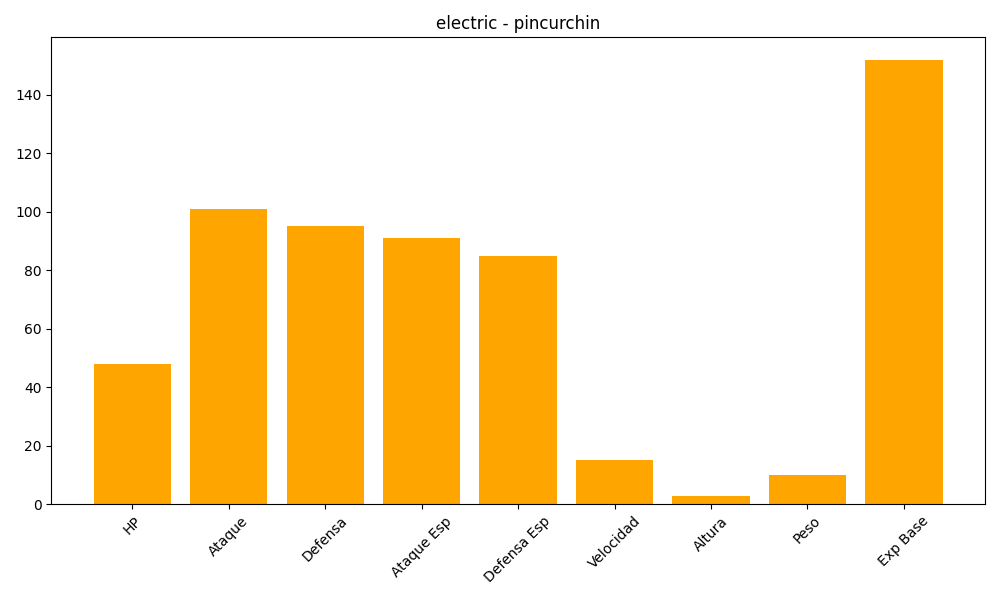 electric - pincurchin
140
120
100
80
60
40
20
0
HP
Ataque
Defensa
Ataque Esp
Defensa Esp
Velocidad
Altura
Peso
Exp Base